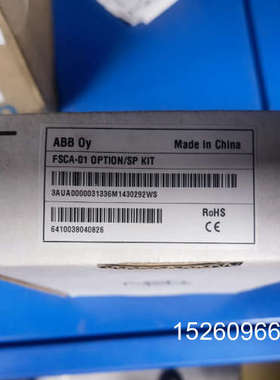 ABB Oy
Made in China
FSCA-01 OPTION/SP KIT
3AUA0000031336M1430292WS
RoHS
CE
6410038040826
15260966